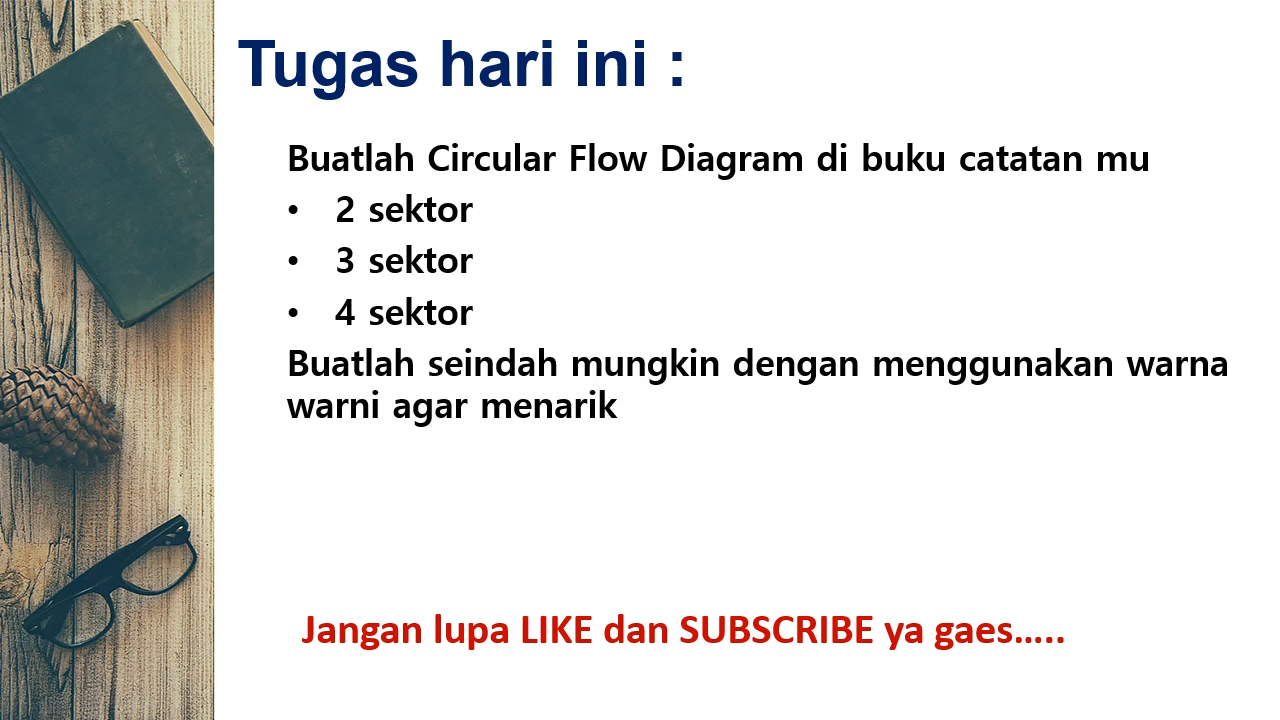 Tugas hari ini :
Buatlah Circular Flow Diagram di buku catatan mu
• 2 sektor
• 3 sektor
• 4 sektor
Buatlah seindah mungkin dengan menggunakan warna
warni agar menarik
Jangan lupa LIKE dan SUBSCRIBE ya gaes.....